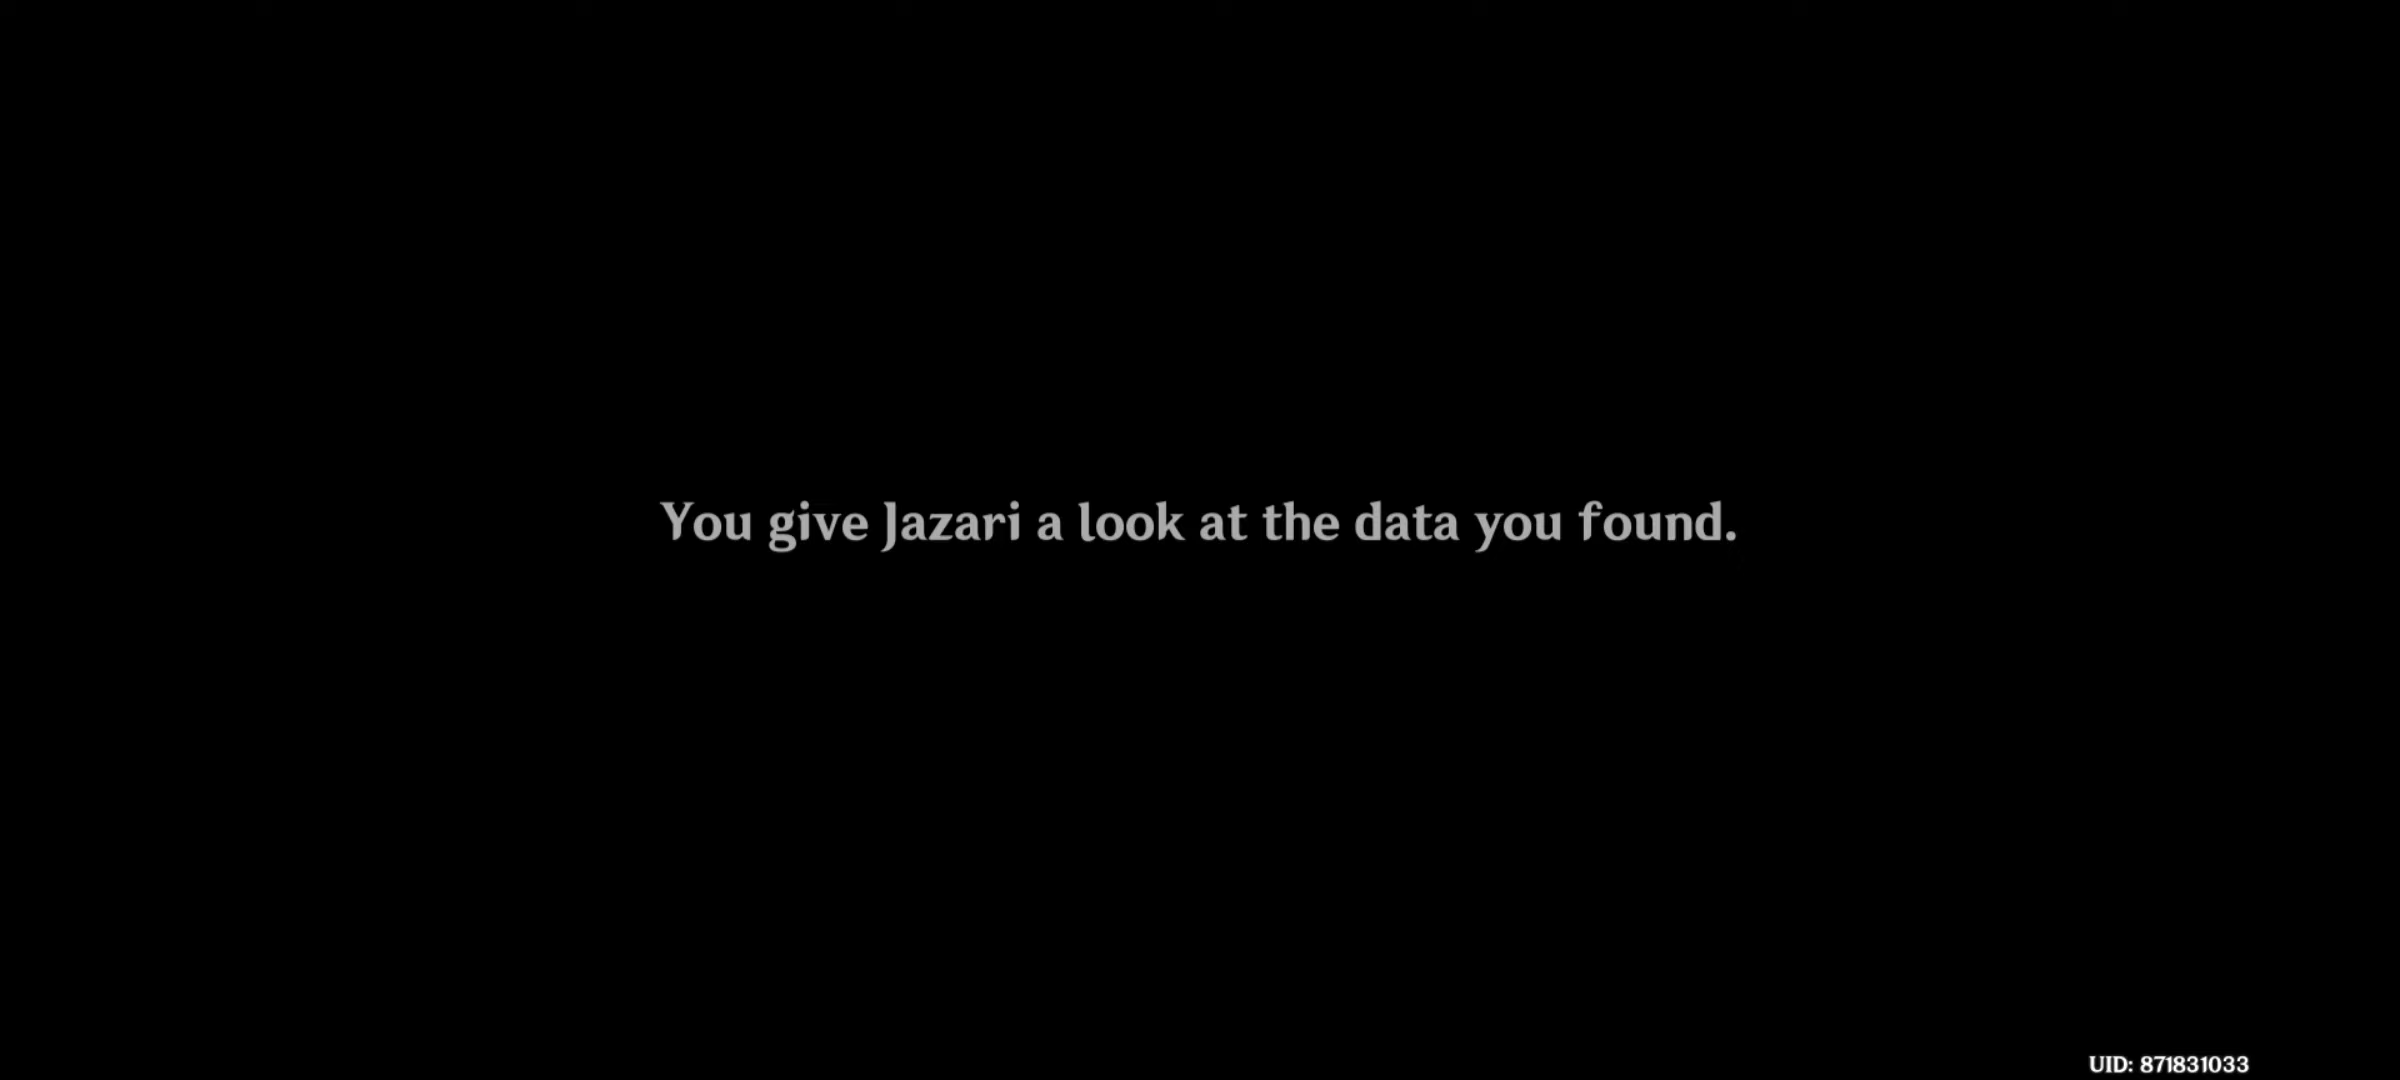 You give Jazari a look at the data you found.
UID: 871831033